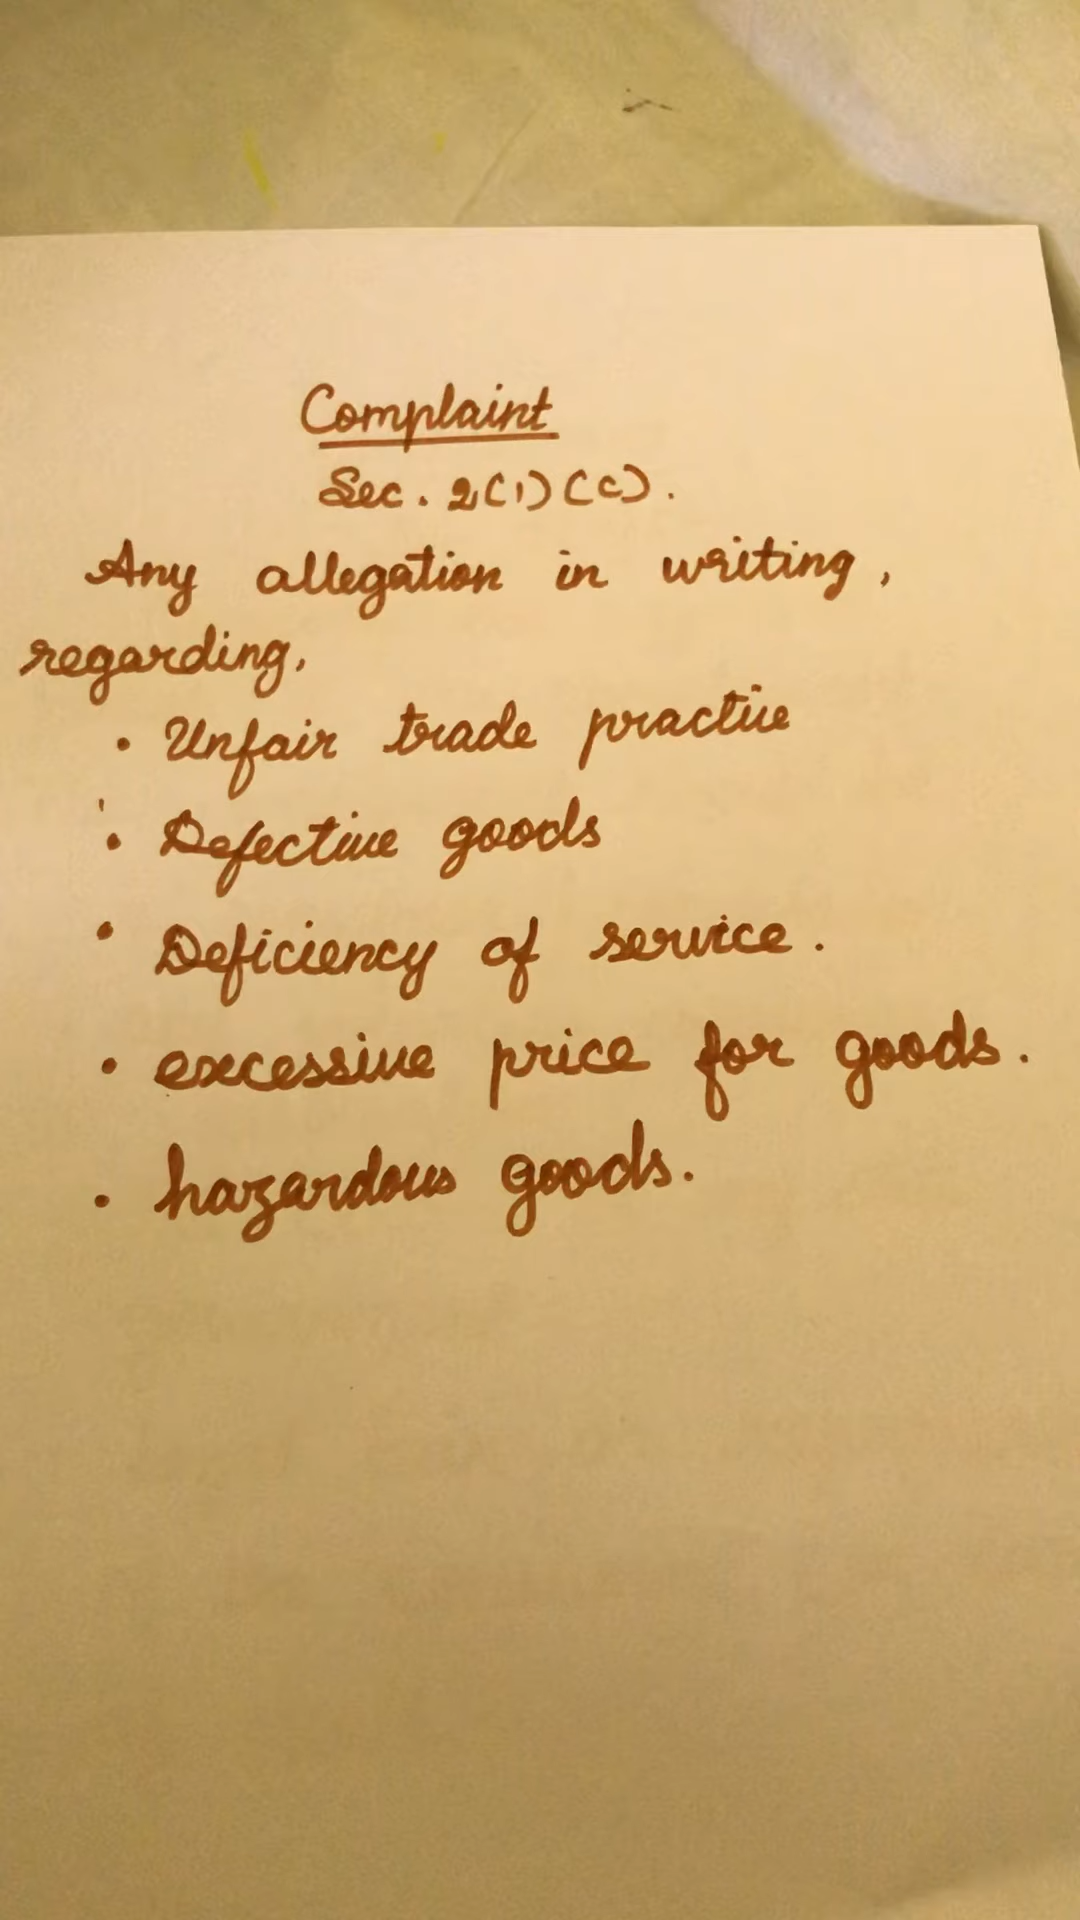 Complaint
Sec. 2(1)(c).
Any allegation in writing,
regarding,
• Unfair trade practice
• Defective goods
• Deficiency of service.
• excessive price for goods.
• hazardous goods.